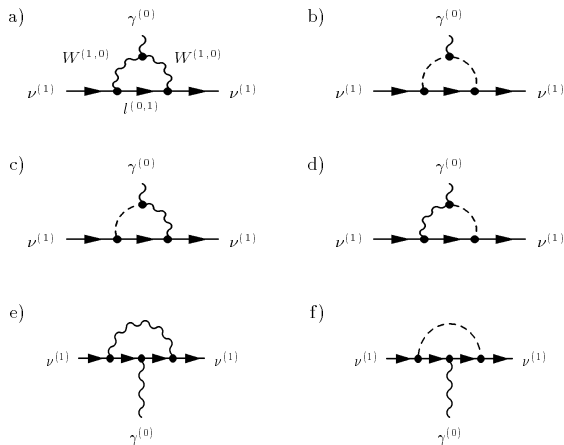 a) γ^(0) b) γ^(0)
W^(1,0) W^(1,0)
ν^(1) l^(0,1) ν^(1) ν^(1) ν^(1)
c) γ^(0) d) γ^(0)
ν^(1) ν^(1) ν^(1) ν^(1)
e) f)
ν^(1) ν^(1) ν^(1) ν^(1)
γ^(0) γ^(0)